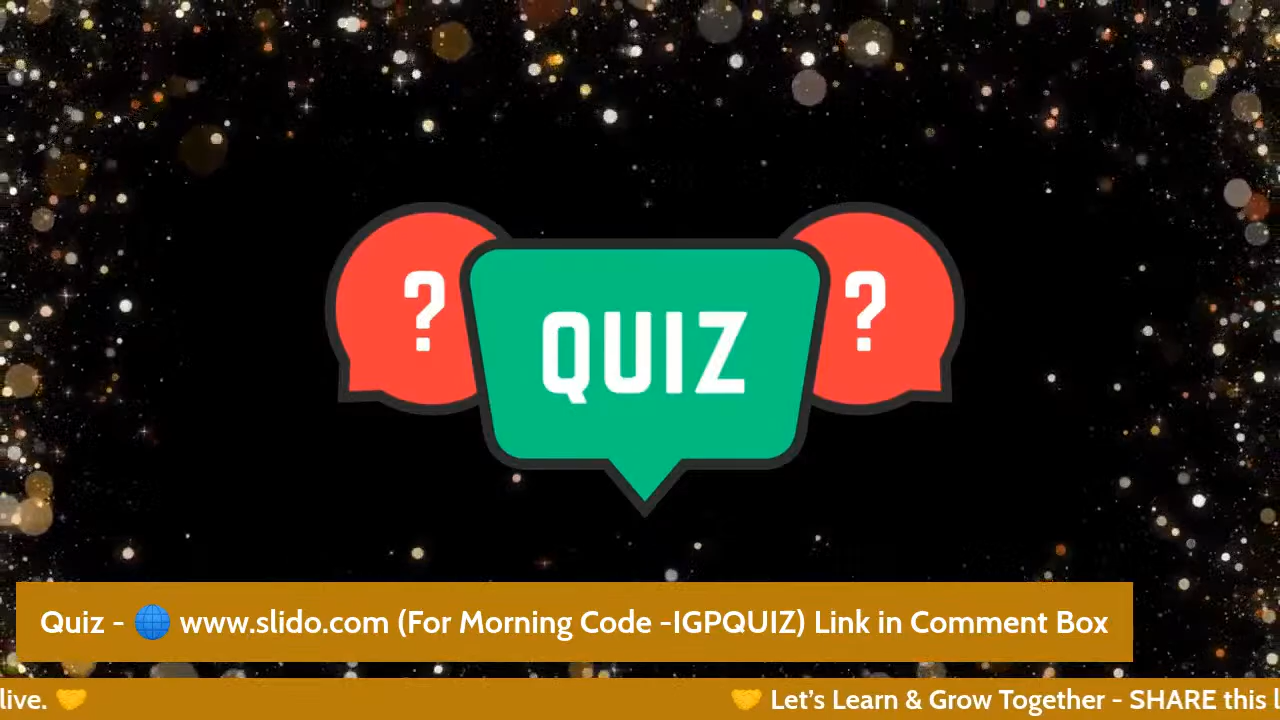 ?
QUIZ
?
Quiz - 🌐 www.slido.com (For Morning Code -IGPQUIZ) Link in Comment Box
live. 🤝 🤝 Let's Learn & Grow Together - SHARE this l